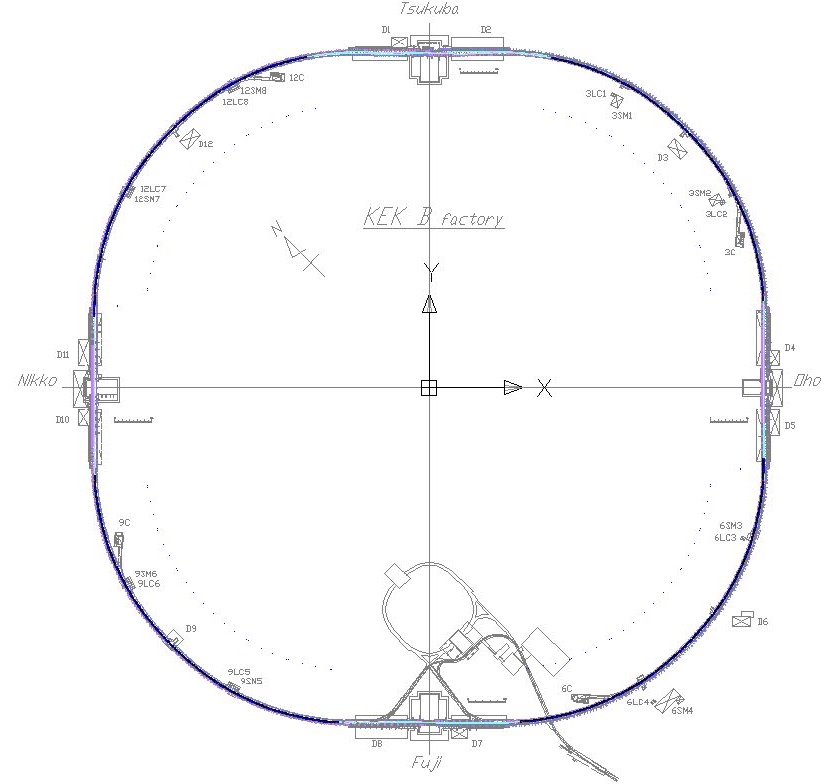 Tsukuba
D1
D2
12C
12SM8
12LC8
3LC1
3SM1
D12
D3
12LC7
12SM7
3SM2
3LC2
3C
KEK B factory
N
Y
D11
D4
Nikko
X
Oho
D10
D5
9C
6SM3
6LC3
9SM6
9LC6
D6
D9
9LC5
9SM5
6C
6LC4
6SM4
D8
D7
Fuji